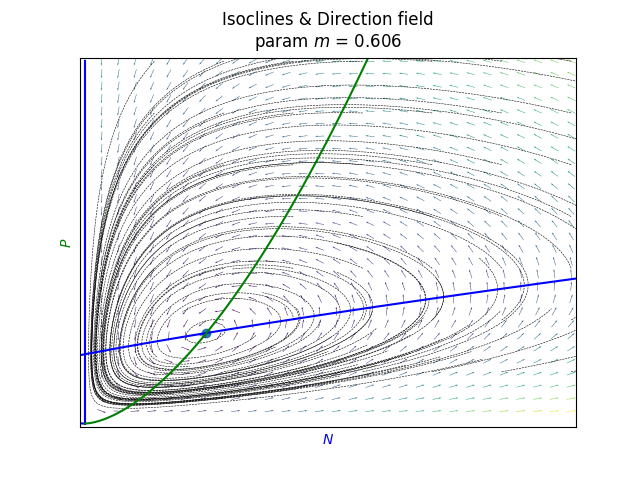 Isoclines & Direction field
param m = 0.606
P
N